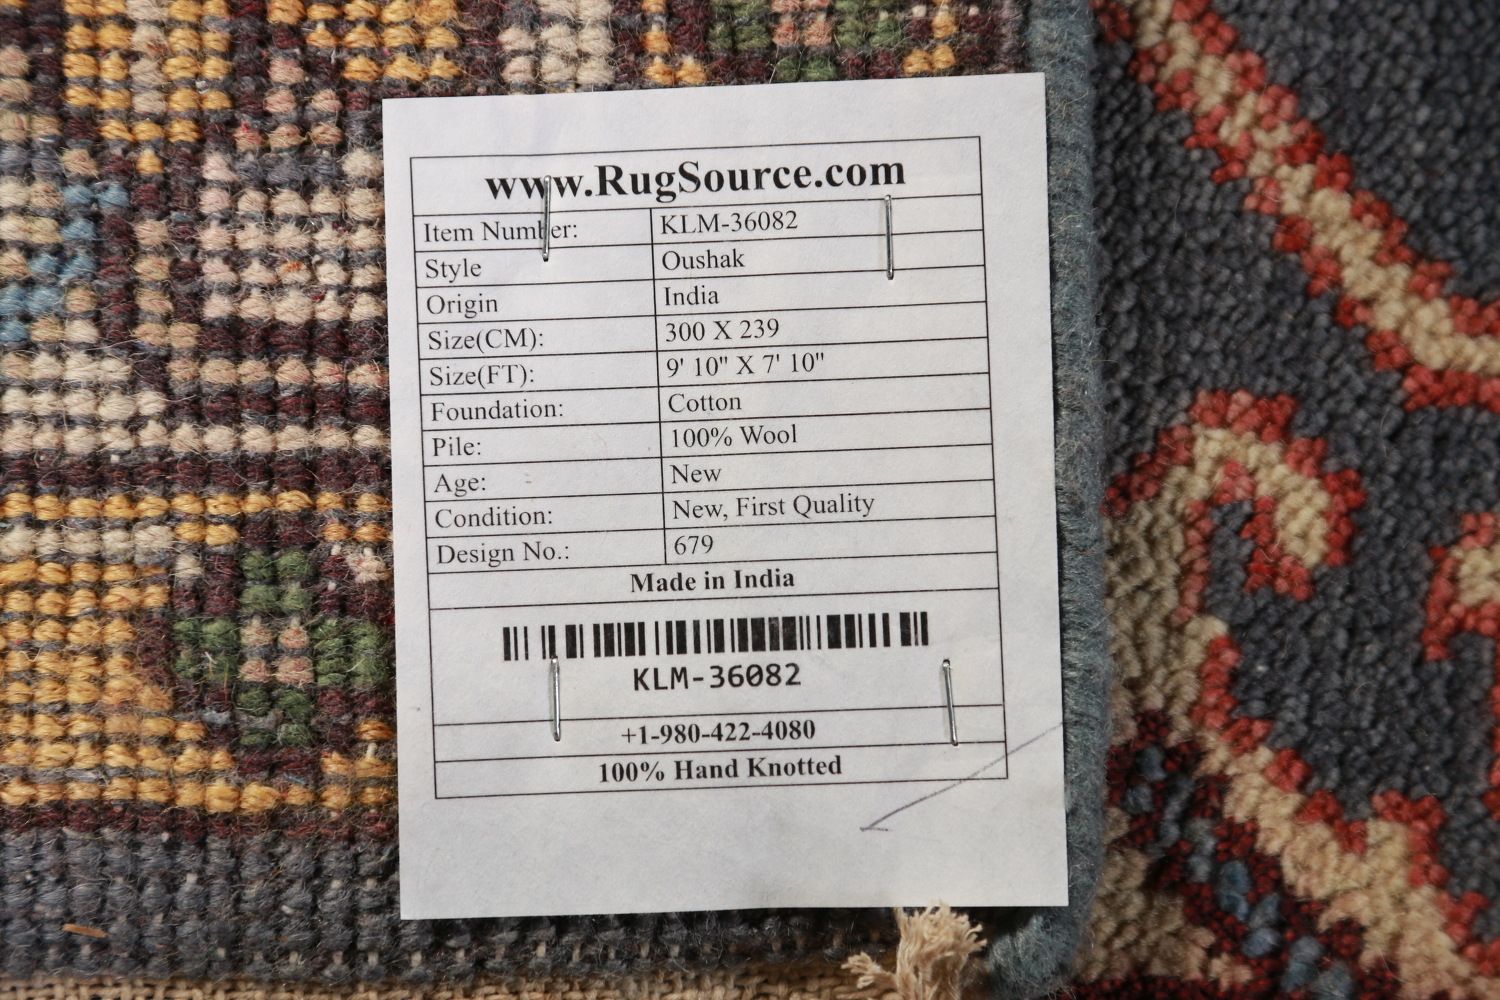 www.RugSource.com
Item Number: KLM-36082
Style Oushak
Origin India
Size(CM): 300 X 239
Size(FT): 9' 10" X 7' 10"
Foundation: Cotton
Pile: 100% Wool
Age: New
Condition: New, First Quality
Design No.: 679
Made in India
KLM-36082
+1-980-422-4080
100% Hand Knotted